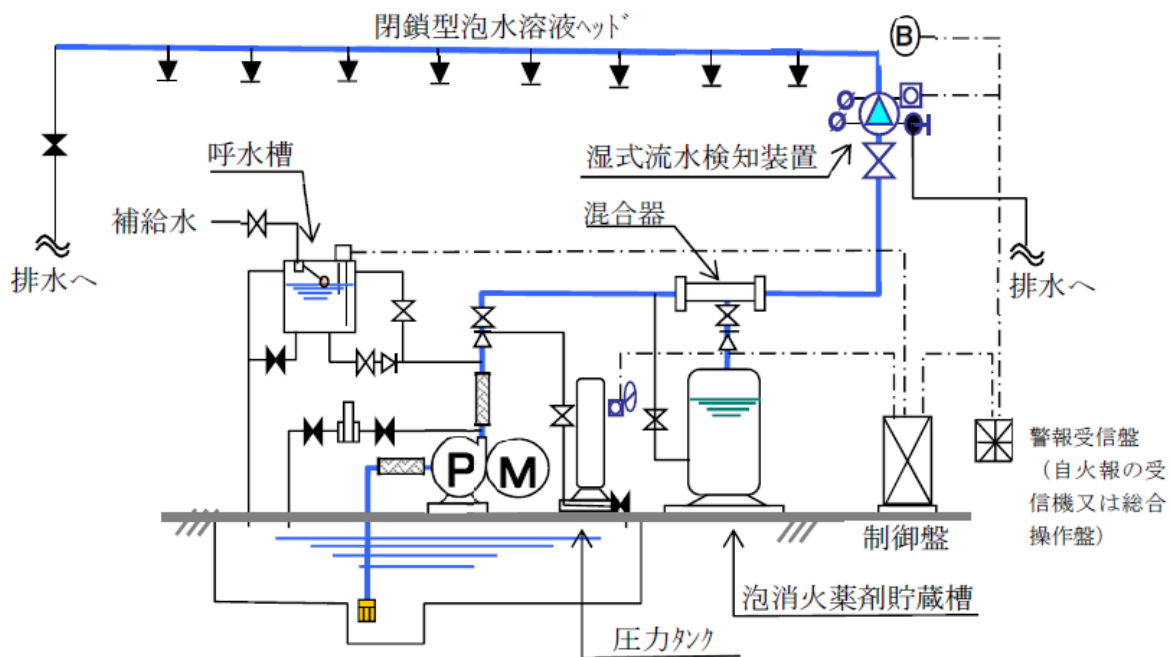 閉鎖型泡水溶液ﾍｯﾄﾞ
B
呼水槽
湿式流水検知装置
補給水
混合器
排水へ
排水へ
P M
警報受信盤
（自火報の受
信機又は総合
操作盤）
制御盤
泡消火薬剤貯蔵槽
圧力ﾀﾝｸ